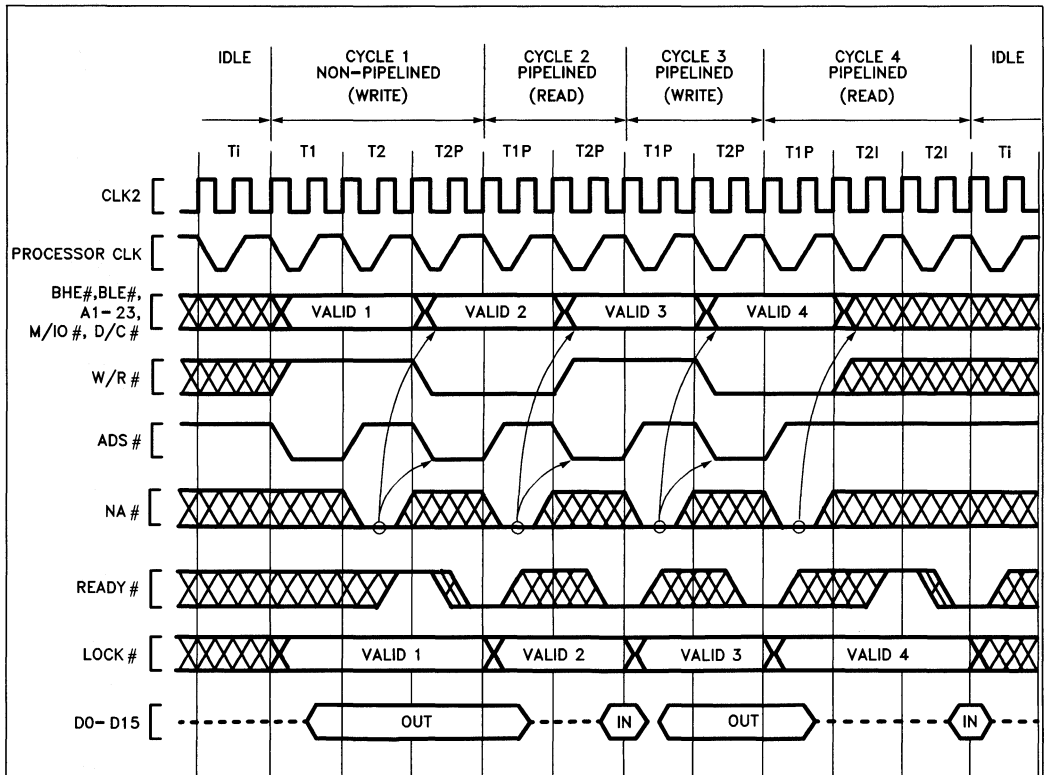 IDLE CYCLE 1 CYCLE 2 CYCLE 3 CYCLE 4 IDLE
NON-PIPELINED PIPELINED PIPELINED PIPELINED
(WRITE) (READ) (WRITE) (READ)
Ti T1 T2 T2P T1P T2P T1P T2P T1P T2I T2I Ti
CLK2
PROCESSOR CLK
BHE#,BLE#,
A1-23,
M/IO#, D/C#
VALID 1 VALID 2 VALID 3 VALID 4
W/R#
ADS#
NA#
READY#
LOCK# VALID 1 VALID 2 VALID 3 VALID 4
D0-D15 OUT IN OUT IN